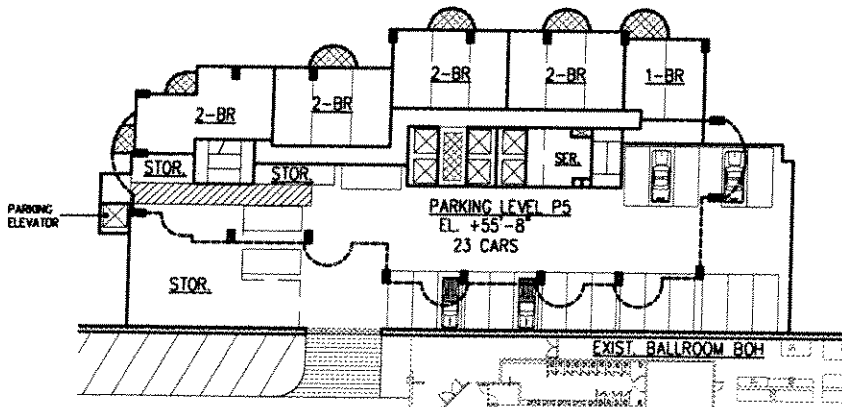 2-BR
2-BR
1-BR
2-BR
2-BR
STOR.
STOR.
SER.
PARKING
ELEVATOR
PARKING LEVEL P5
EL. +55'-8"
23 CARS
STOR.
EXIST. BALLROOM BOH